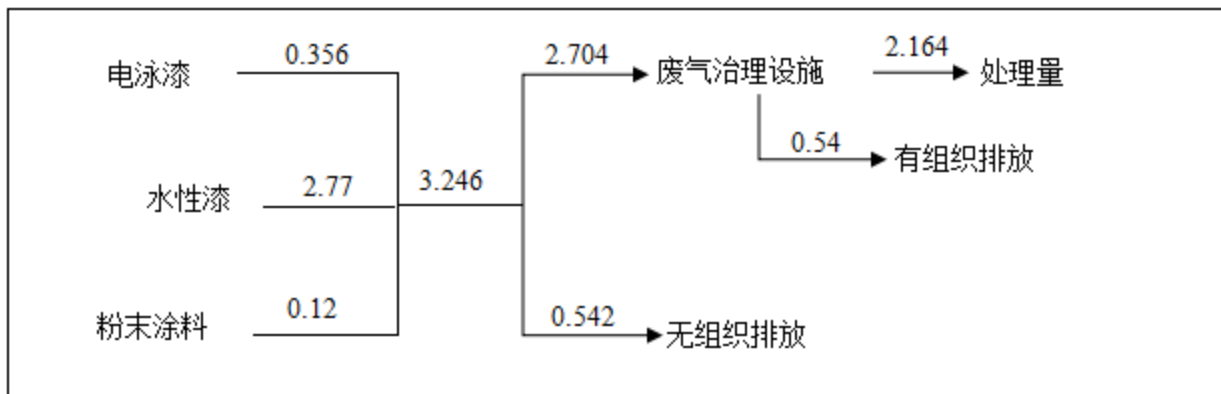 电泳漆 0.356 2.704 废气治理设施 2.164 处理量
0.54 有组织排放
水性漆 2.77 3.246
粉末涂料 0.12 0.542 无组织排放